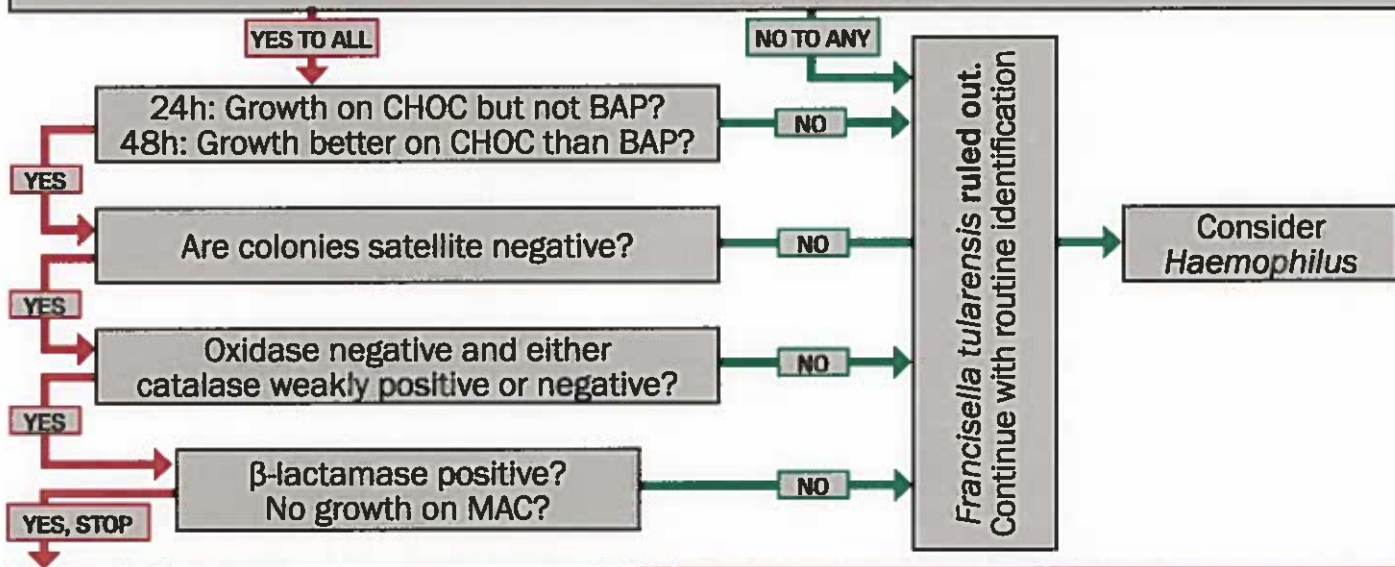 YES TO ALL
NO TO ANY
24h: Growth on CHOC but not BAP?
48h: Growth better on CHOC than BAP?
NO
YES
Are colonies satellite negative?
NO
YES
Oxidase negative and either
catalase weakly positive or negative?
NO
YES
β-lactamase positive?
No growth on MAC?
NO
YES, STOP
Francisella tularensis ruled out.
Continue with routine identification
Consider
Haemophilus